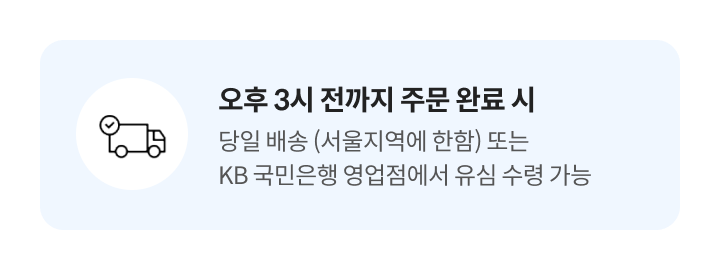 오후 3시 전까지 주문 완료 시
당일 배송 (서울지역에 한함) 또는
KB 국민은행 영업점에서 유심 수령 가능